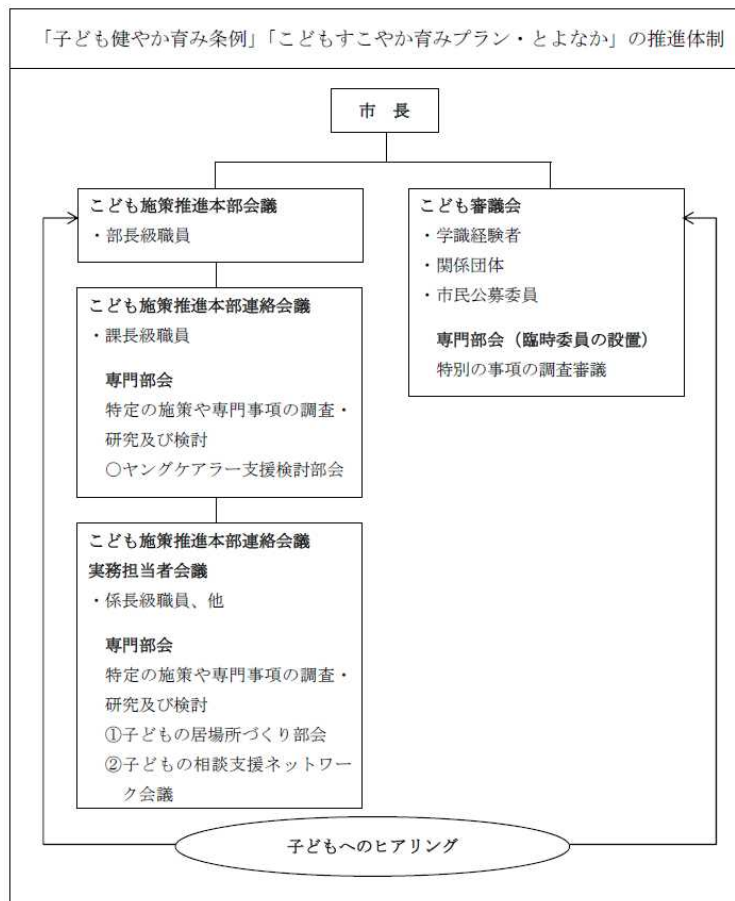 「子ども健やか育み条例」「こどもすこやか育みプラン・とよなか」の推進体制
市 長
こども施策推進本部会議
・部長級職員
こども施策推進本部連絡会議
・課長級職員
専門部会
特定の施策や専門事項の調査・
研究及び検討
〇ヤングケアラー支援検討部会
こども施策推進本部連絡会議
実務担当者会議
・係長級職員、他
専門部会
特定の施策や専門事項の調査・
研究及び検討
①子どもの居場所づくり部会
②子どもの相談支援ネットワー
ク会議
こども審議会
・学識経験者
・関係団体
・市民公募委員
専門部会（臨時委員の設置）
特別の事項の調査審議
子どもへのヒアリング